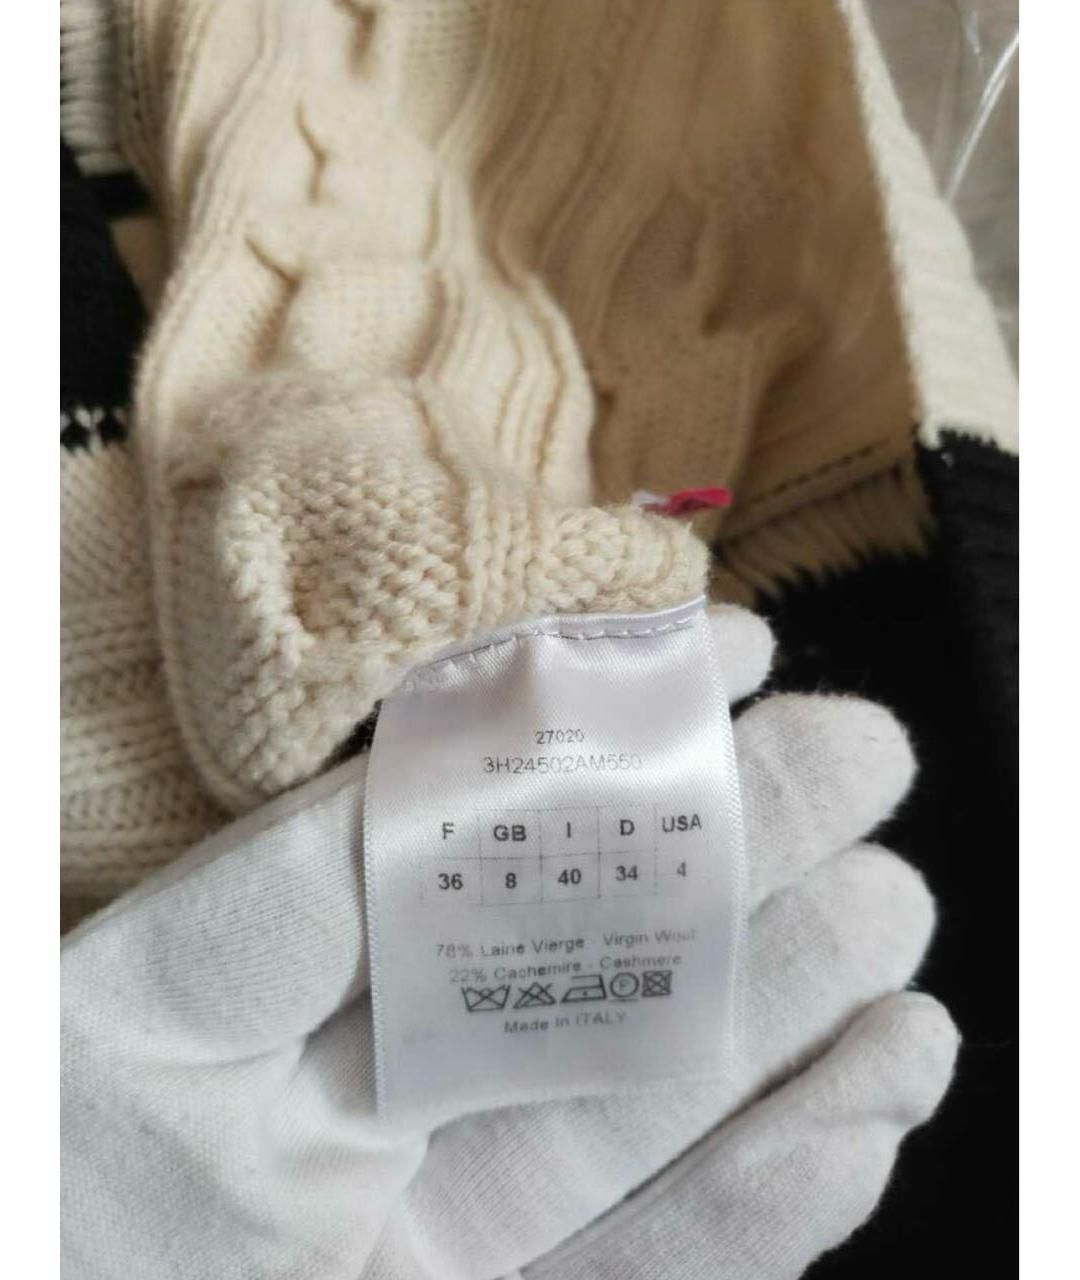 27020
3H24502AM550
F GB I D USA
36 8 40 34 4
78% Laine Vierge - Virgin Wool
22% Cachemire - Cashmere
F
Made in ITALY